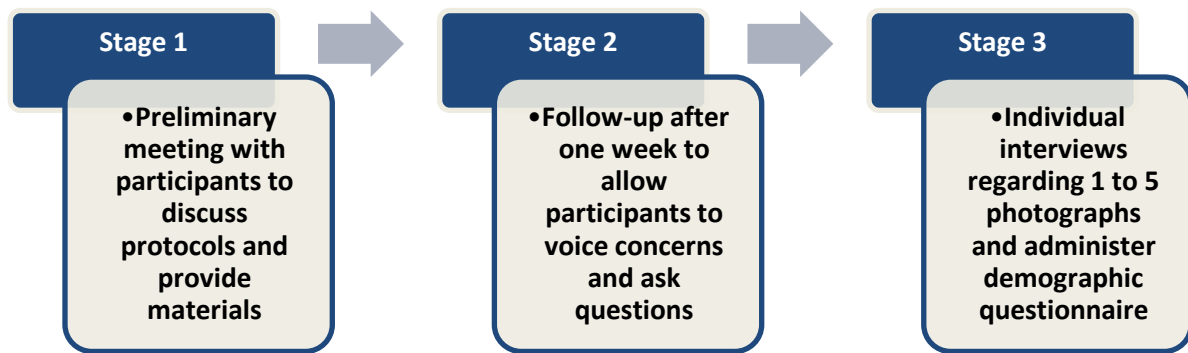 Stage 1
•Preliminary
meeting with
participants to
discuss
protocols and
provide
materials
Stage 2
•Follow-up after
one week to
allow
participants to
voice concerns
and ask
questions
Stage 3
•Individual
interviews
regarding 1 to 5
photographs
and administer
demographic
questionnaire